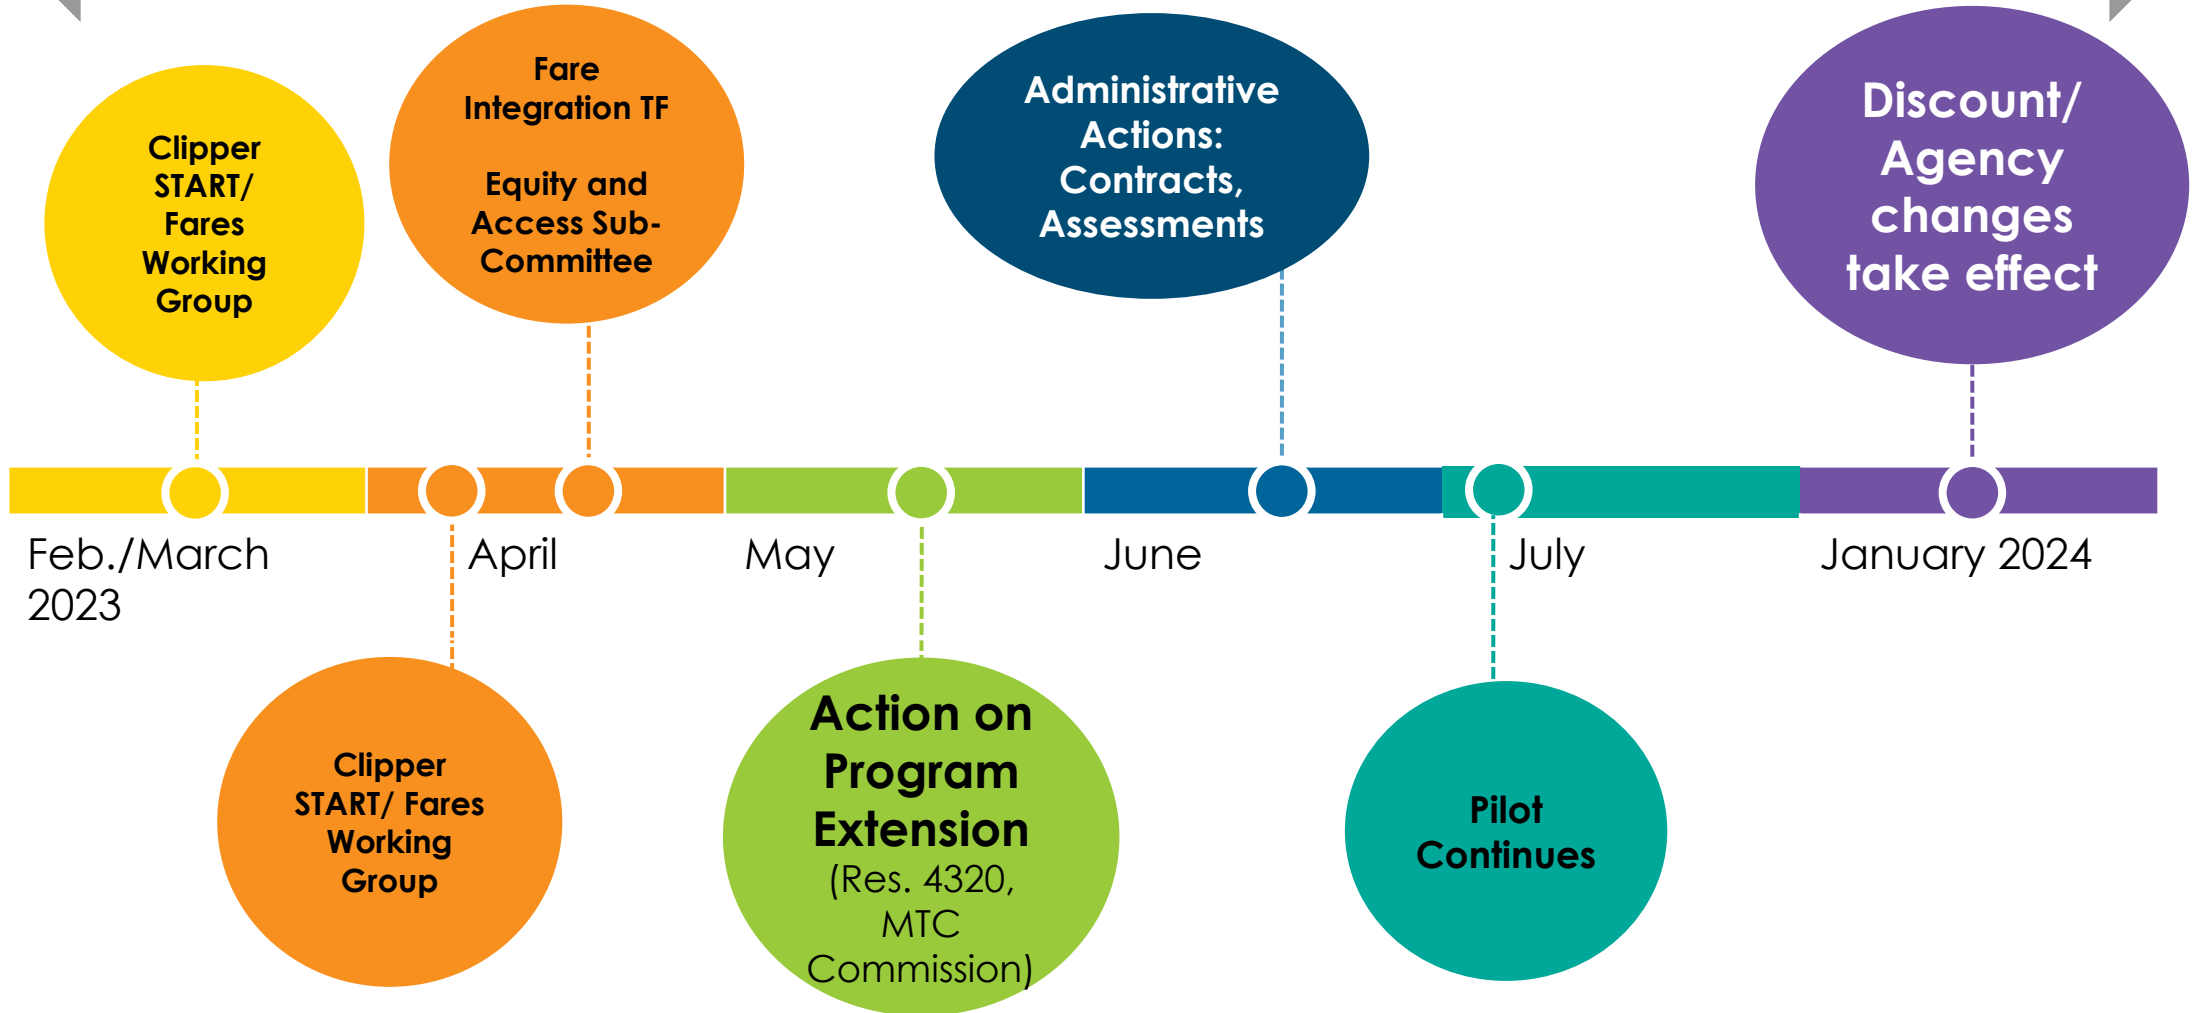 Clipper
START/
Fares
Working
Group
Fare
Integration TF
Equity and
Access Sub-
Committee
Administrative
Actions:
Contracts,
Assessments
Discount/
Agency
changes
take effect
Feb./March
2023
April
May
June
July
January 2024
Clipper
START/ Fares
Working
Group
Action on
Program
Extension
(Res. 4320,
MTC
Commission)
Pilot
Continues